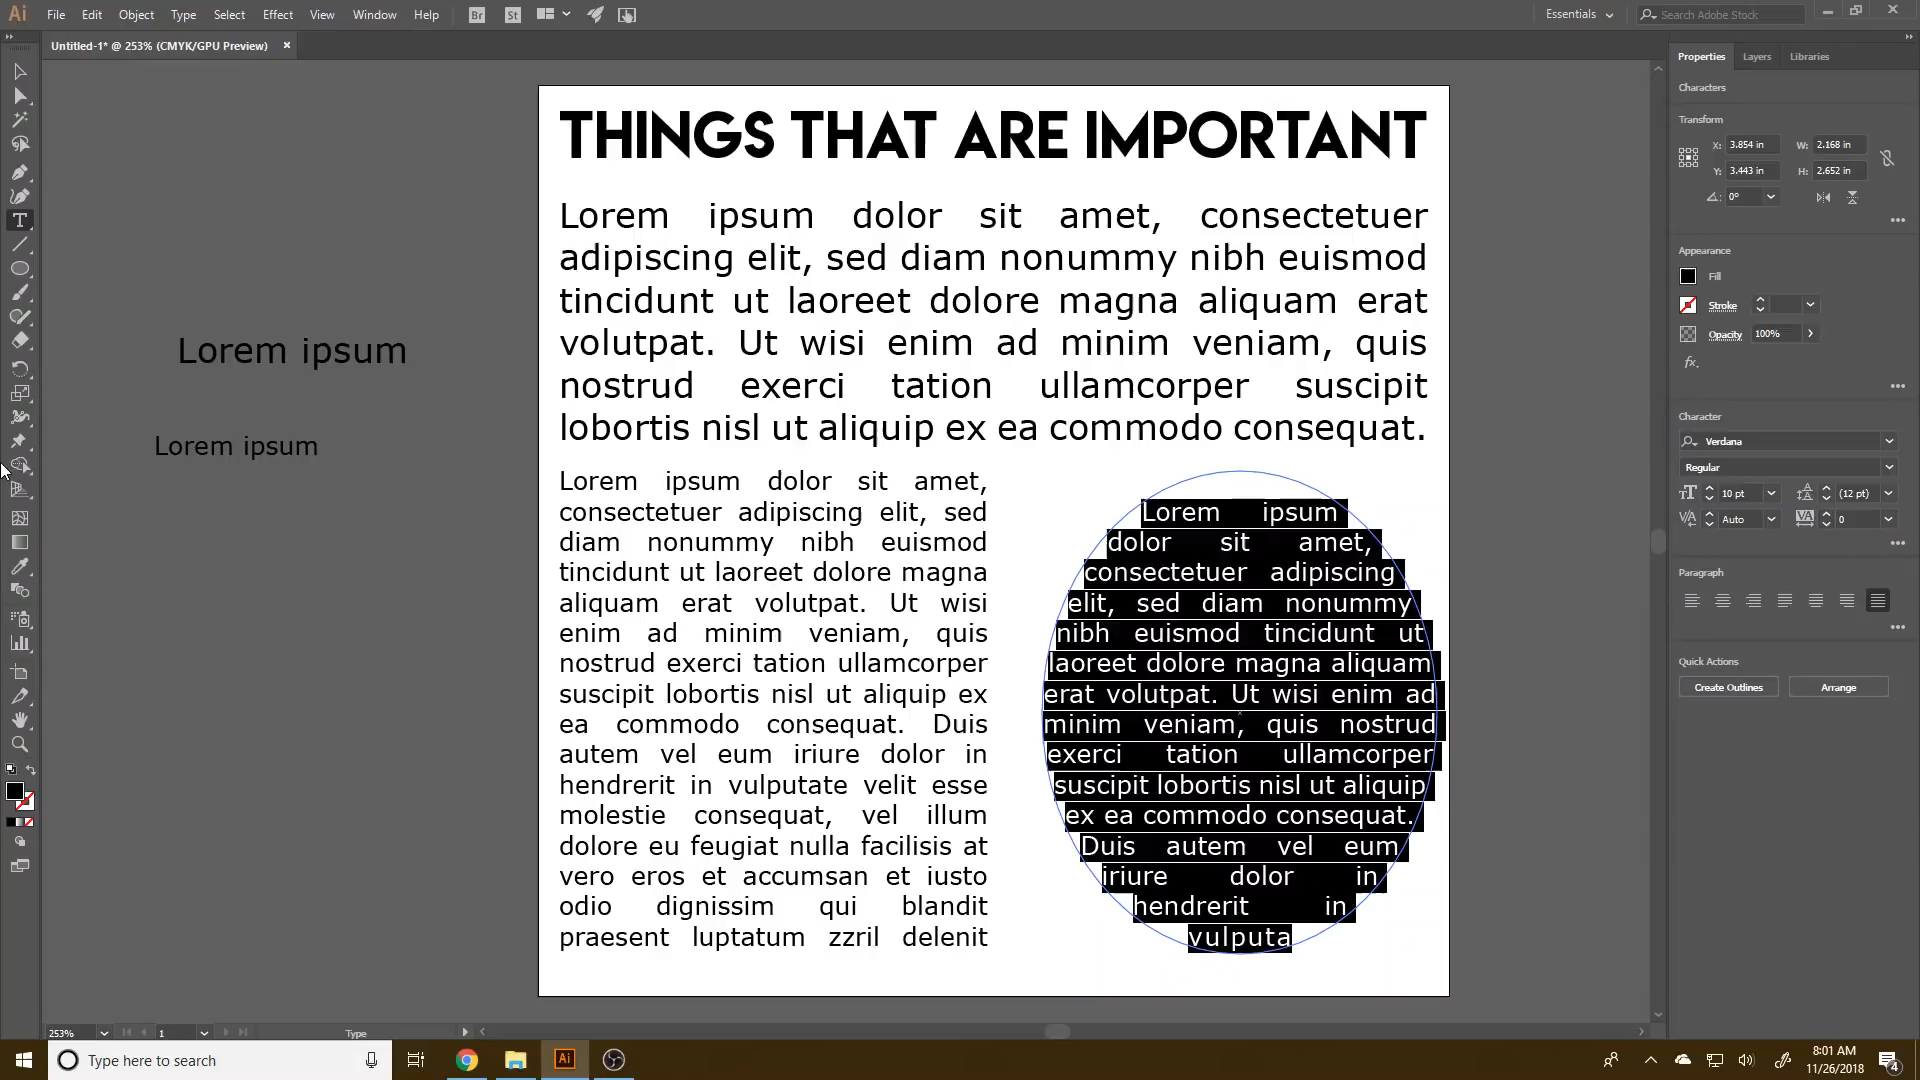 Ai File Edit Object Type Select Effect View Window Help Br St Essentials Search Adobe Stock
Untitled-1* @ 253% (CMYK/GPU Preview)
THINGS THAT ARE IMPORTANT
Lorem ipsum dolor sit amet, consectetuer
adipiscing elit, sed diam nonummy nibh euismod
tincidunt ut laoreet dolore magna aliquam erat
volutpat. Ut wisi enim ad minim veniam, quis
nostrud exerci tation ullamcorper suscipit
lobortis nisl ut aliquip ex ea commodo consequat.
Lorem ipsum
Lorem ipsum
Lorem ipsum dolor sit amet,
consectetuer adipiscing elit, sed
diam nonummy nibh euismod
tincidunt ut laoreet dolore magna
aliquam erat volutpat. Ut wisi
enim ad minim veniam, quis
nostrud exerci tation ullamcorper
suscipit lobortis nisl ut aliquip ex
ea commodo consequat. Duis
autem vel eum iriure dolor in
hendrerit in vulputate velit esse
molestie consequat, vel illum
dolore eu feugiat nulla facilisis at
vero eros et accumsan et iusto
odio dignissim qui blandit
praesent luptatum zzril delenit
Lorem ipsum
dolor sit amet,
consectetuer adipiscing
elit, sed diam nonummy
nibh euismod tincidunt ut
laoreet dolore magna aliquam
erat volutpat. Ut wisi enim ad
minim veniam, quis nostrud
exerci tation ullamcorper
suscipit lobortis nisl ut aliquip
ex ea commodo consequat.
Duis autem vel eum
iriure dolor in
hendrerit in
vulputa
Properties Layers Libraries
Characters
Transform
X: 3.854 in W: 2.168 in
Y: 3.443 in H: 2.652 in
0°
Appearance
Fill
Stroke
Opacity 100%
fx.
Character
Verdana
Regular
10 pt (12 pt)
Auto 0
Paragraph
Quick Actions
Create Outlines Arrange
253% 1 Type
Type here to search Ai 8:01 AM
11/26/2018 4